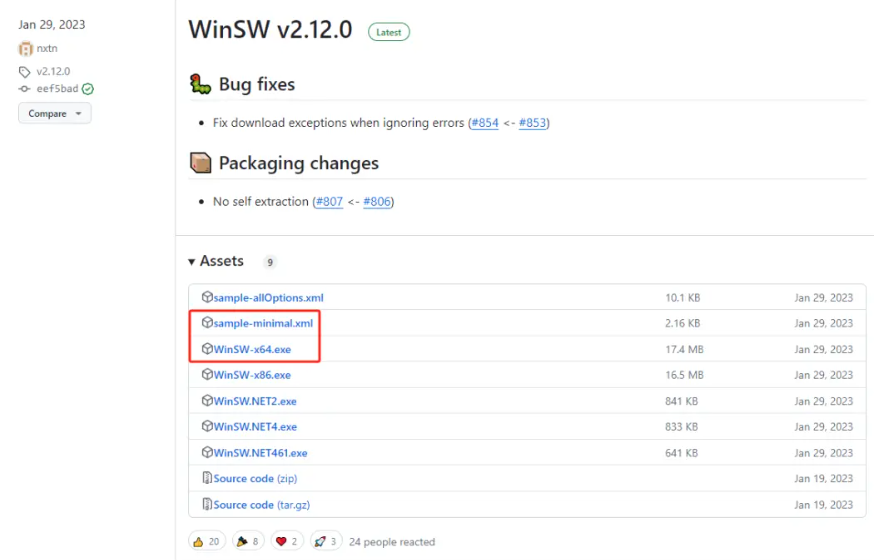 Jan 29, 2023
nxtn
v2.12.0
eef5bad
Compare
WinSW v2.12.0 Latest
Bug fixes
Fix download exceptions when ignoring errors (#854 <- #853)
Packaging changes
No self extraction (#807 <- #806)
Assets 9
sample-allOptions.xml 10.1 KB Jan 29, 2023
sample-minimal.xml 2.16 KB Jan 29, 2023
WinSW-x64.exe 17.4 MB Jan 29, 2023
WinSW-x86.exe 16.5 MB Jan 29, 2023
WinSW.NET2.exe 841 KB Jan 29, 2023
WinSW.NET4.exe 833 KB Jan 29, 2023
WinSW.NET461.exe 641 KB Jan 29, 2023
Source code (zip) Jan 19, 2023
Source code (tar.gz) Jan 19, 2023
20 8 2 3 24 people reacted